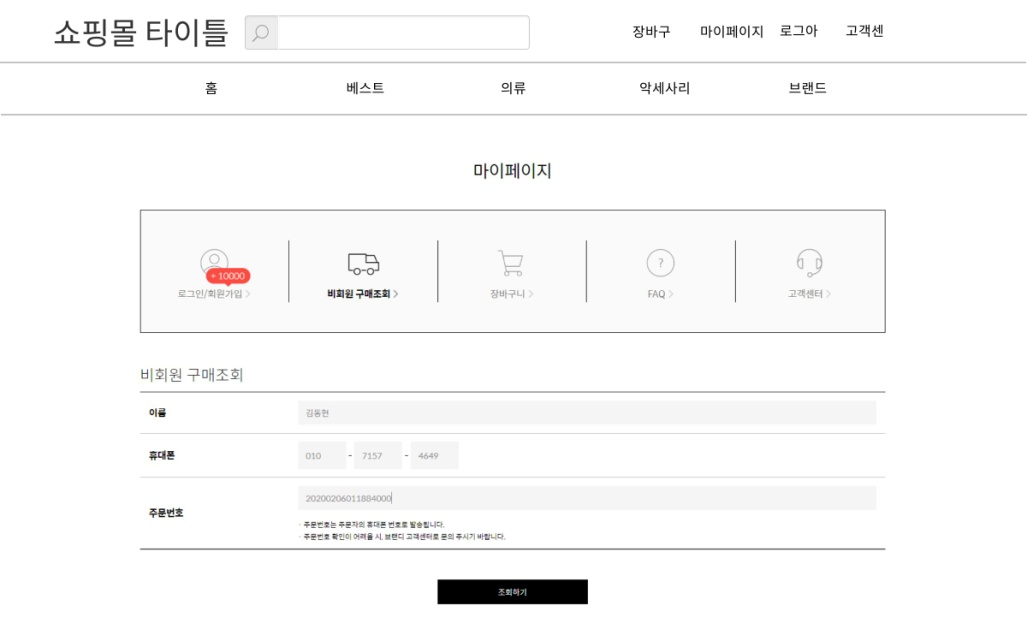 쇼핑몰 타이틀
장바구 마이페이지 로그아 고객센
홈 베스트 의류 악세사리 브랜드
마이페이지
+ 10000
로그인/회원가입 > 비회원 구매조회 > 장바구니 > ? FAQ > 고객센터 >
비회원 구매조회
이름 김동현
휴대폰 010 - 7157 - 4649
주문번호 20200206011884000
· 주문번호는 주문자의 휴대폰 번호로 발송됩니다.
· 주문번호 확인이 어려울 시, 브랜디 고객센터로 문의 주시기 바랍니다.
조회하기